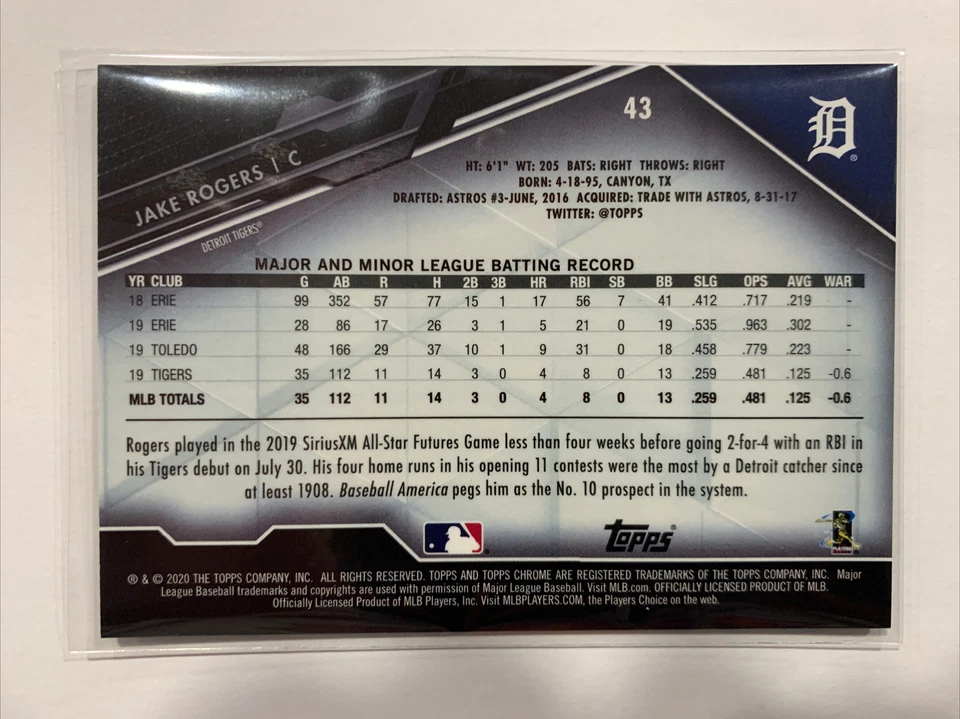 43
D
JAKE ROGERS | C
DETROIT TIGERS®
HT: 6'1" WT: 205 BATS: RIGHT THROWS: RIGHT
BORN: 4-18-95, CANYON, TX
DRAFTED: ASTROS #3-JUNE, 2016 ACQUIRED: TRADE WITH ASTROS, 8-31-17
TWITTER: @TOPPS
MAJOR AND MINOR LEAGUE BATTING RECORD
YR CLUB G AB R H 2B 3B HR RBI SB BB SLG OPS AVG WAR
18 ERIE 99 352 57 77 15 1 17 56 7 41 .412 .717 .219 -
19 ERIE 28 86 17 26 3 1 5 21 0 19 .535 .963 .302 -
19 TOLEDO 48 166 29 37 10 1 9 31 0 18 .458 .779 .223 -
19 TIGERS 35 112 11 14 3 0 4 8 0 13 .259 .481 .125 -0.6
MLB TOTALS 35 112 11 14 3 0 4 8 0 13 .259 .481 .125 -0.6
Rogers played in the 2019 SiriusXM All-Star Futures Game less than four weeks before going 2-for-4 with an RBI in
his Tigers debut on July 30. His four home runs in his opening 11 contests were the most by a Detroit catcher since
at least 1908. Baseball America pegs him as the No. 10 prospect in the system.
topps®
® & © 2020 THE TOPPS COMPANY, INC. ALL RIGHTS RESERVED. TOPPS AND TOPPS CHROME ARE REGISTERED TRADEMARKS OF THE TOPPS COMPANY, INC. Major
League Baseball trademarks and copyrights are used with permission of Major League Baseball. Visit MLB.com. OFFICIALLY LICENSED PRODUCT OF MLB.
Officially Licensed Product of MLB Players, Inc. Visit MLBPLAYERS.COM, the Players Choice on the web.